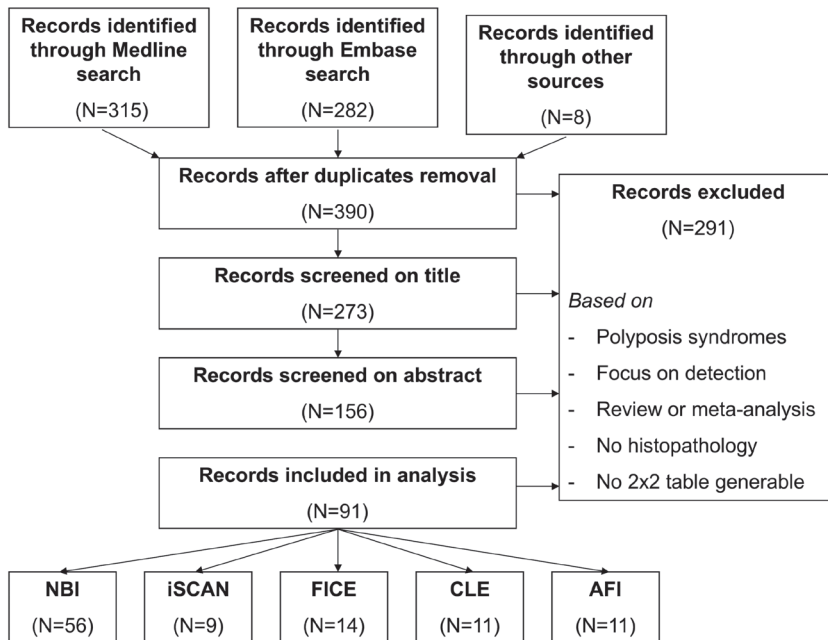 Records identified
through Medline
search
(N=315)
Records identified
through Embase
search
(N=282)
Records identified
through other
sources
(N=8)
Records after duplicates removal
(N=390)
Records excluded
(N=291)
Based on
- Polyposis syndromes
- Focus on detection
- Review or meta-analysis
- No histopathology
- No 2x2 table generable
Records screened on title
(N=273)
Records screened on abstract
(N=156)
Records included in analysis
(N=91)
NBI
(N=56)
iSCAN
(N=9)
FICE
(N=14)
CLE
(N=11)
AFI
(N=11)